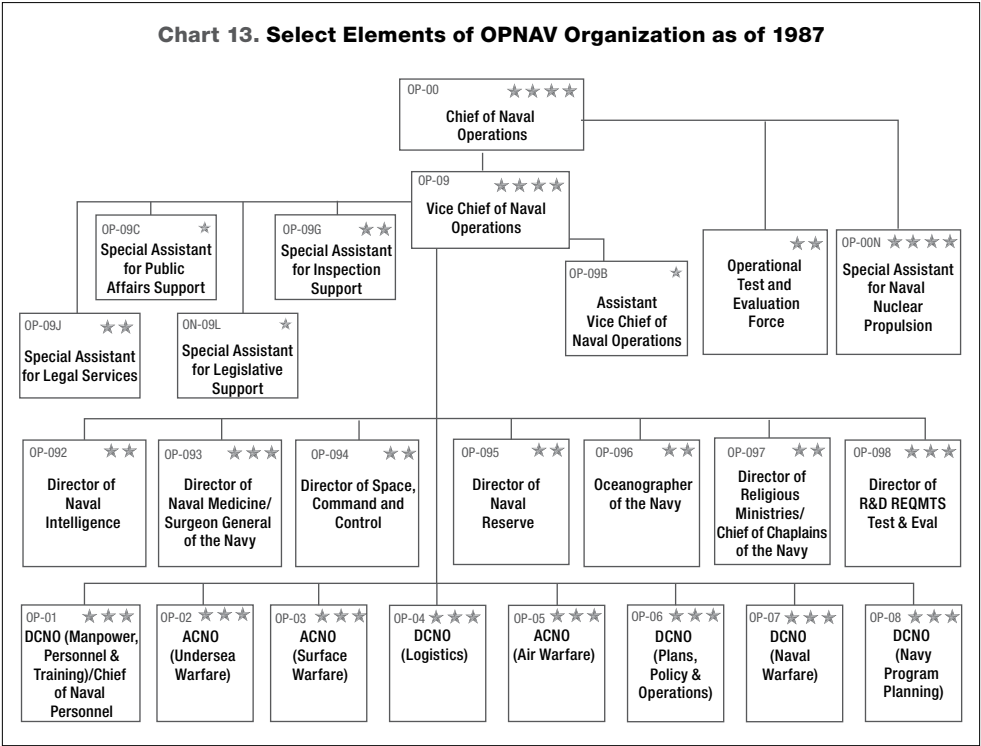 Chart 13. Select Elements of OPNAV Organization as of 1987
OP-00
Chief of Naval
Operations
OP-09
Vice Chief of Naval
Operations
OP-09C
Special Assistant
for Public
Affairs Support
OP-09G
Special Assistant
for Inspection
Support
OP-09B
Assistant
Vice Chief of
Naval Operations
Operational
Test and
Evaluation
Force
OP-00N
Special Assistant
for Naval
Nuclear
Propulsion
OP-09J
Special Assistant
for Legal Services
ON-09L
Special Assistant
for Legislative
Support
OP-092
Director of
Naval
Intelligence
OP-093
Director of
Naval Medicine/
Surgeon General
of the Navy
OP-094
Director of Space,
Command and
Control
OP-095
Director of
Naval
Reserve
OP-096
Oceanographer
of the Navy
OP-097
Director of
Religious
Ministries/
Chief of Chaplains
of the Navy
OP-098
Director of
R&D REQMTS
Test & Eval
OP-01
DCNO (Manpower,
Personnel &
Training)/Chief
of Naval
Personnel
OP-02
ACNO
(Undersea
Warfare)
OP-03
ACNO
(Surface
Warfare)
OP-04
DCNO
(Logistics)
OP-05
ACNO
(Air Warfare)
OP-06
DCNO
(Plans,
Policy &
Operations)
OP-07
DCNO
(Naval
Warfare)
OP-08
DCNO
(Navy
Program
Planning)